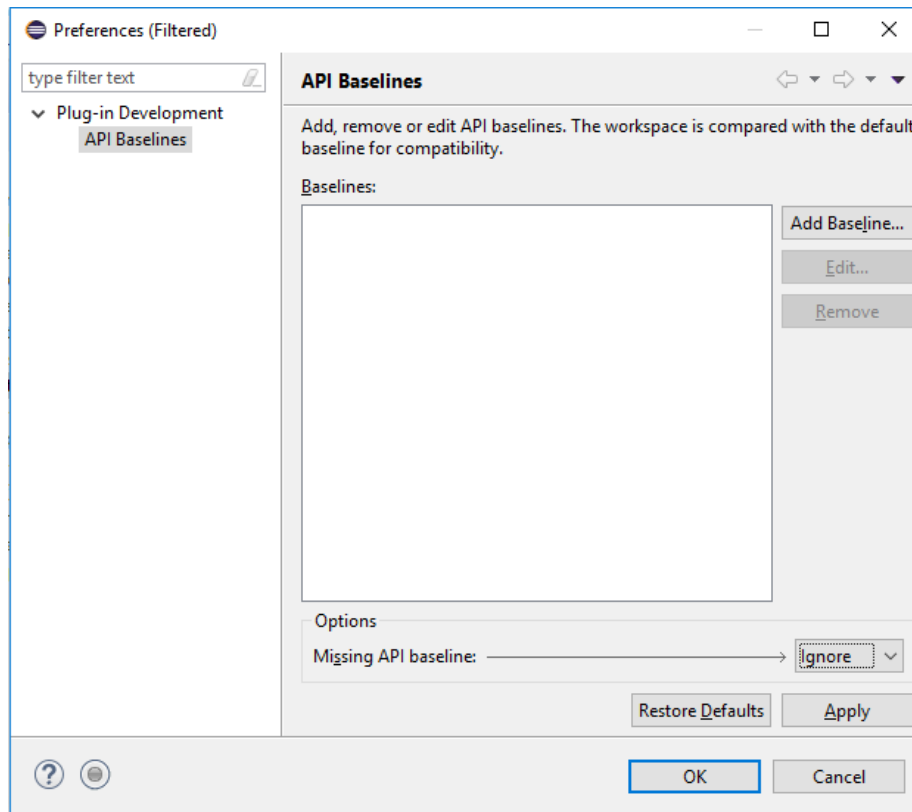 Preferences (Filtered)
type filter text
Plug-in Development
API Baselines
API Baselines
Add, remove or edit API baselines. The workspace is compared with the default
baseline for compatibility.
Baselines:
Add Baseline...
Edit...
Remove
Options
Missing API baseline:
Ignore
Restore Defaults
Apply
?
OK
Cancel